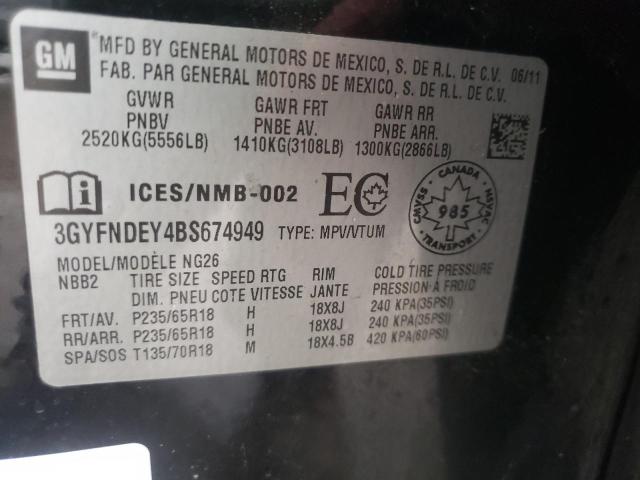 GM
MFD BY GENERAL MOTORS DE MEXICO, S. DE R.L. DE C.V. 06/11
FAB. PAR GENERAL MOTORS DE MEXICO, S. DE R.L. DE C.V.
GVWR GAWR FRT GAWR RR
PNBV PNBE AV. PNBE ARR.
2520KG(5556LB) 1410KG(3108LB) 1300KG(2866LB)
i ICES/NMB-002 EC
CANADA
CMVSS 985 NSVAC
TRANSPORT
3GYFNDEY4BS674949 TYPE: MPV/VTUM
MODEL/MODÈLE NG26
NBB2 TIRE SIZE SPEED RTG RIM COLD TIRE PRESSURE
DIM. PNEU COTE VITESSE JANTE PRESSION À FROID
FRT/AV. P235/65R18 H 18X8J 240 KPA(35PSI)
RR/ARR. P235/65R18 H 18X8J 240 KPA(35PSI)
SPA/SOS T135/70R18 M 18X4.5B 420 KPA(60PSI)